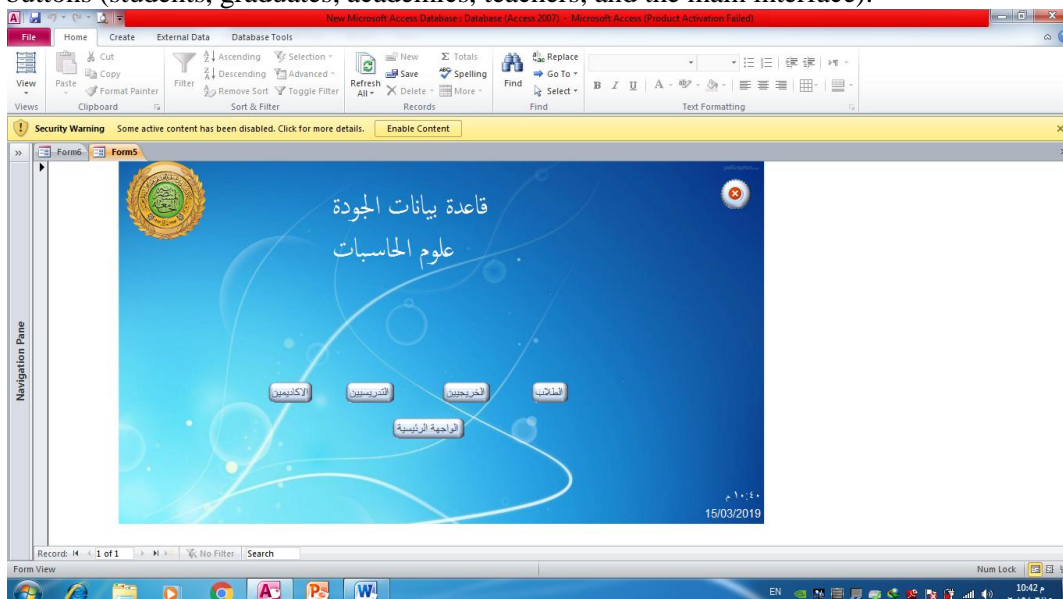 buttons (students, graduates, academics, teachers, and the main interface).
New Microsoft Access Database : Database (Access 2007) - Microsoft Access (Product Activation Failed)
File Home Create External Data Database Tools
View Paste Cut Copy Format Painter Filter Ascending Descending Remove Sort Selection Advanced Toggle Filter Refresh All New Save Delete Totals Spelling More Find Replace Go To Select B I U A
Views Clipboard Sort & Filter Records Find Text Formatting
Security Warning Some active content has been disabled. Click for more details. Enable Content
Form6 Form5
قاعدة بيانات الجودة
علوم الحاسبات
Navigation Pane
الطلاب الخريجيين التدريسيين الاكاديمين
الواجهة الرئيسية
١٠:٤٠ م
15/03/2019
Record: 1 of 1 No Filter Search
Form View Num Lock
EN 10:42 م